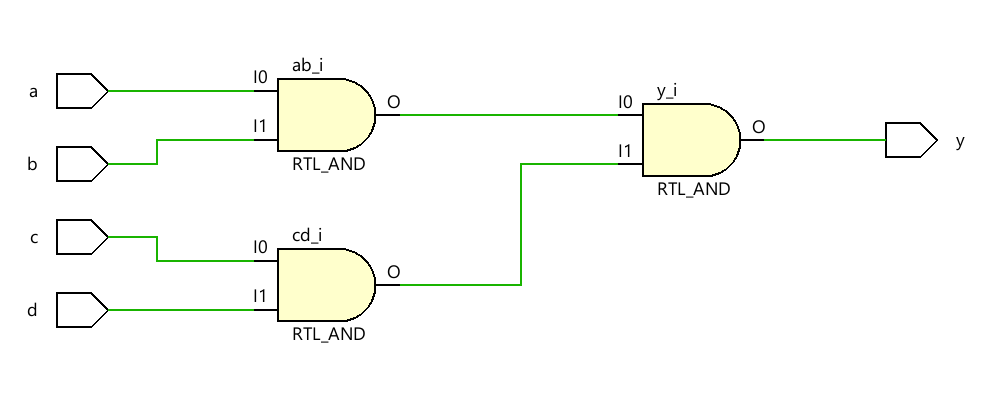 ab_i
a
I0
O
I1
b
RTL_AND
y_i
I0
O
I1
y
RTL_AND
cd_i
c
I0
O
I1
d
RTL_AND